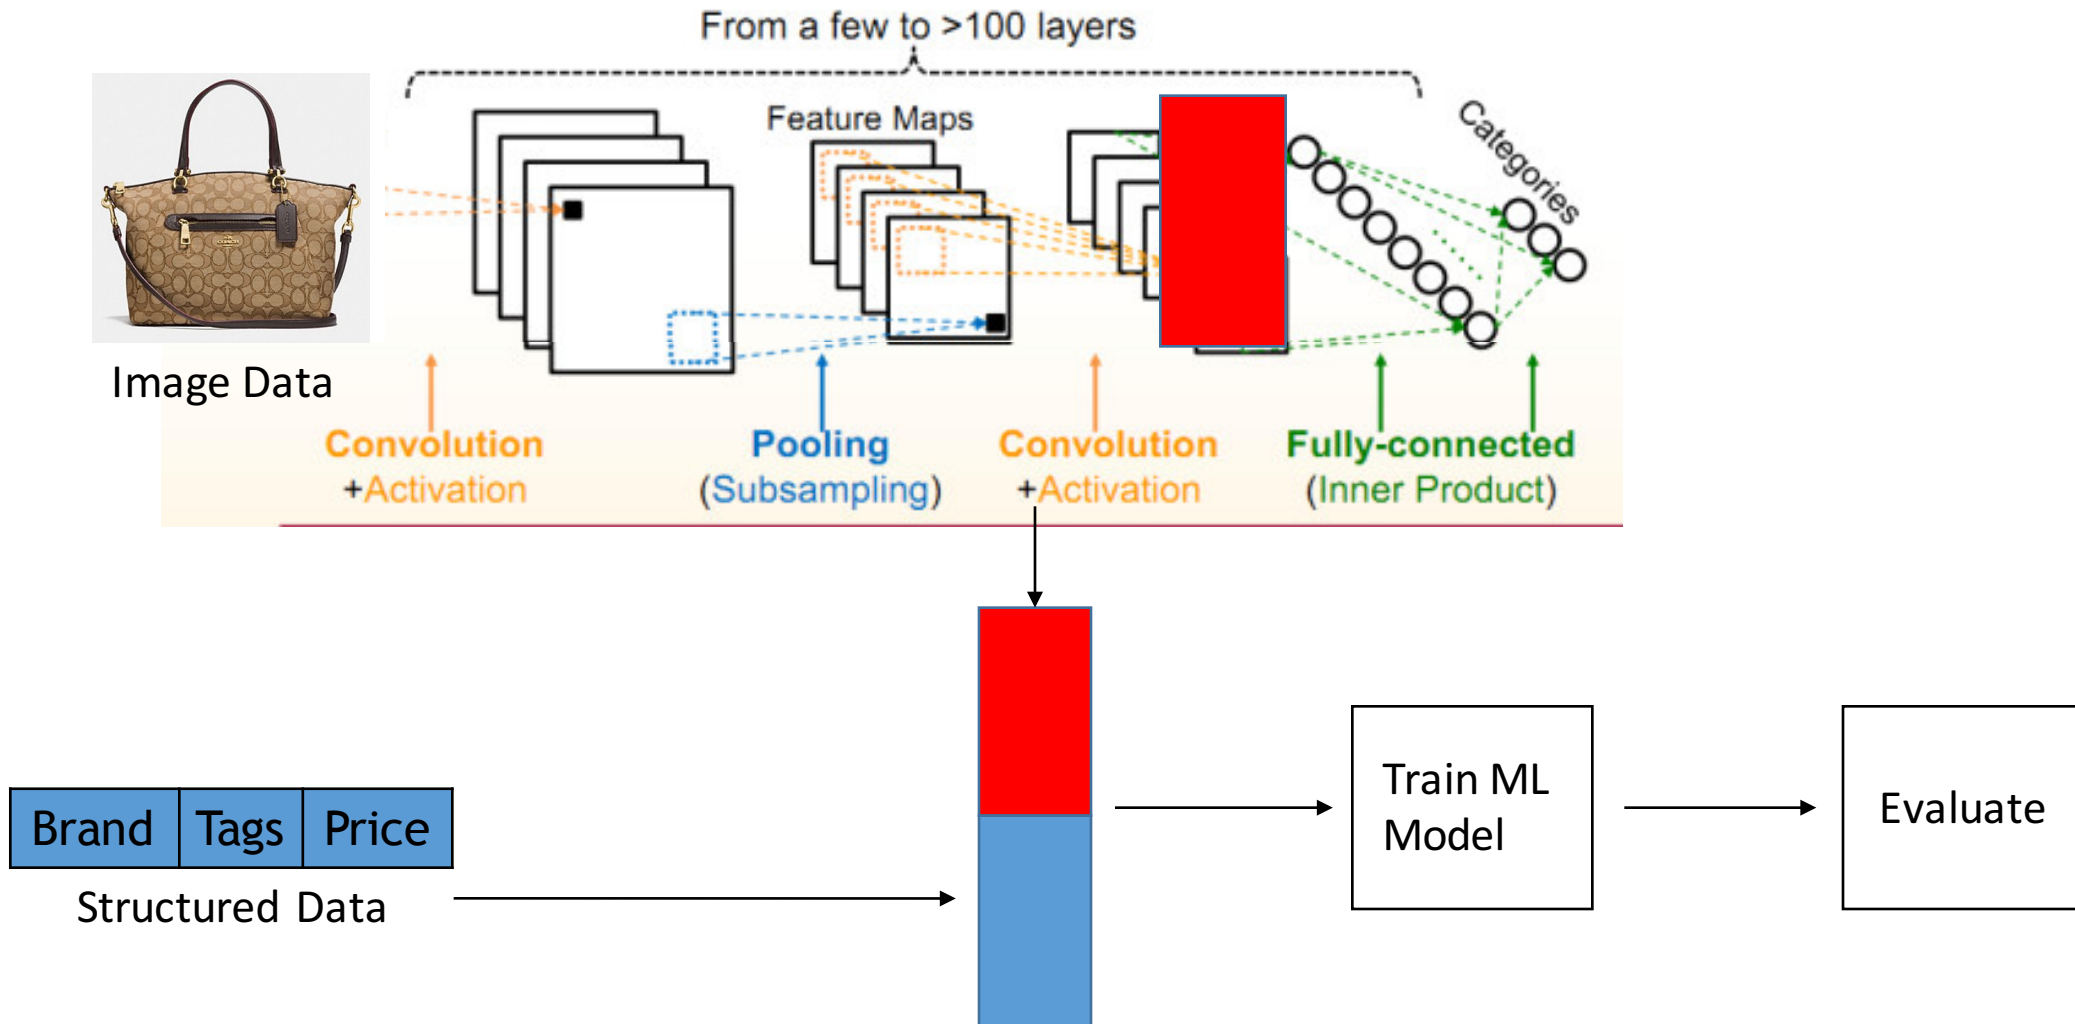 From a few to >100 layers
Feature Maps
Categories
COACH
Image Data
Convolution
+Activation
Pooling
(Subsampling)
Convolution
+Activation
Fully-connected
(Inner Product)
Brand Tags Price
Structured Data
Train ML
Model
Evaluate